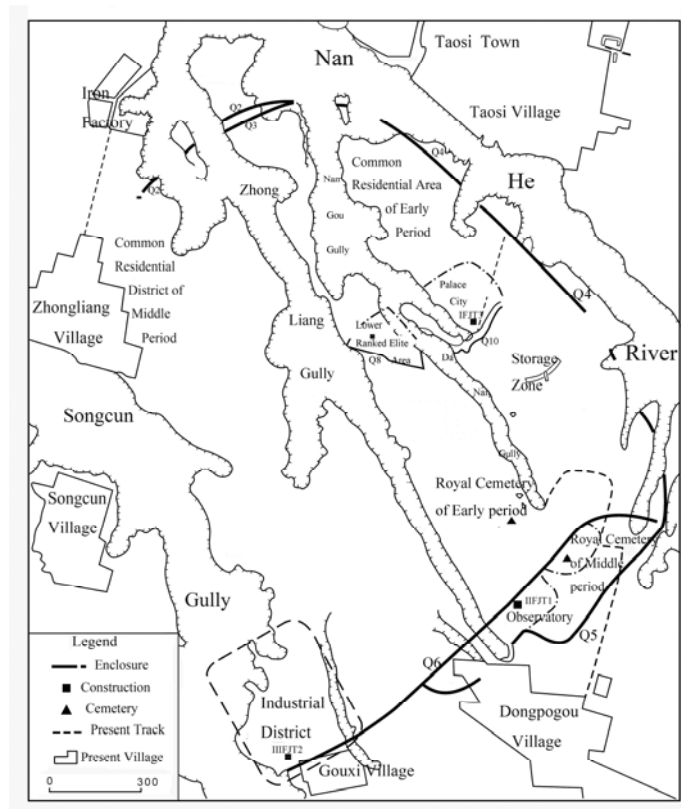 Nan
Taosi Town
Iron
Factory
Q2
Q3
Taosi Village
Q4
Common
Residential Area
of Early
Period
He
Q2
Zhong
Nan
Gou
Gully
Common
Residential
District of
Middle
Period
Palace
City
Q4
Zhongliang
Village
Liang
Gully
Lower
Ranked Elite
Area
Q8
Da
Q10
River
Storage
Zone
Nan
Gully
Songcun
Songcun
Village
Gully
Royal Cemetery
of Early period
Royal Cemetery
of Middle
period
IIFJT1
Observatory
Q5
Q6
Industrial
District
IIIFJT2
Gouxi Village
Dongpogou
Village
Legend
Enclosure
Construction
Cemetery
Present Track
Present Village
0 300